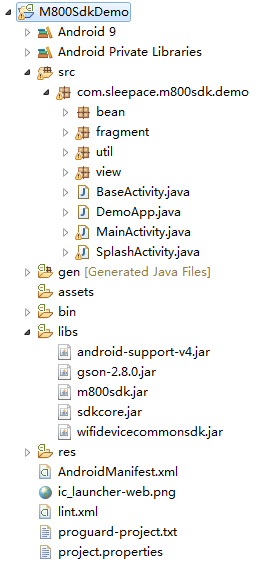 M800SdkDemo
Android 9
Android Private Libraries
src
com.sleepace.m800sdk.demo
bean
fragment
util
view
BaseActivity.java
DemoApp.java
MainActivity.java
SplashActivity.java
gen [Generated Java Files]
assets
bin
libs
android-support-v4.jar
gson-2.8.0.jar
m800sdk.jar
sdkcore.jar
wifidevicecommonsdk.jar
res
AndroidManifest.xml
ic_launcher-web.png
lint.xml
proguard-project.txt
project.properties